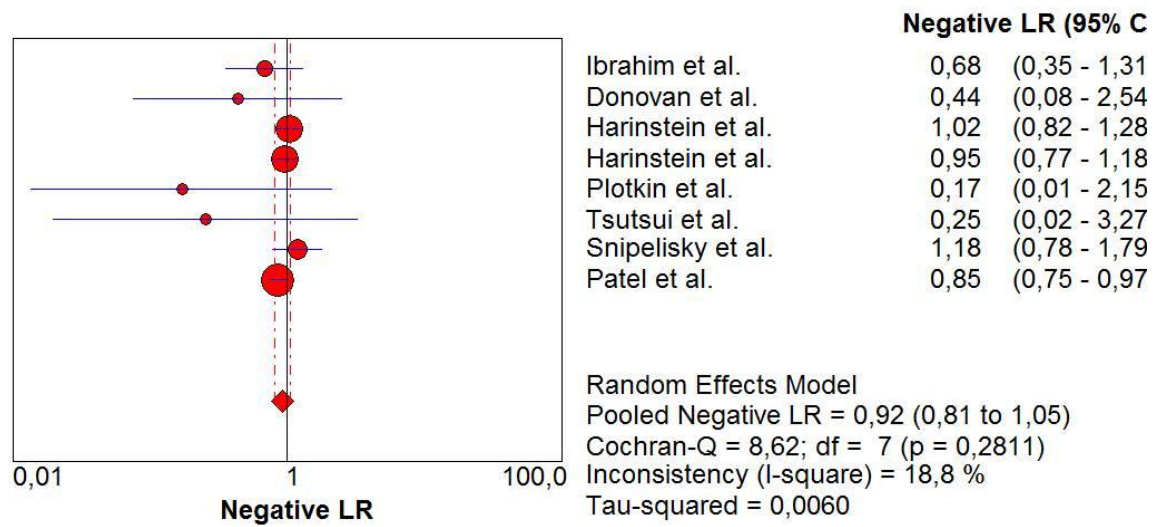 Negative LR (95% C
Ibrahim et al. 0,68 (0,35 - 1,31
Donovan et al. 0,44 (0,08 - 2,54
Harinstein et al. 1,02 (0,82 - 1,28
Harinstein et al. 0,95 (0,77 - 1,18
Plotkin et al. 0,17 (0,01 - 2,15
Tsutsui et al. 0,25 (0,02 - 3,27
Snipelisky et al. 1,18 (0,78 - 1,79
Patel et al. 0,85 (0,75 - 0,97
Random Effects Model
Pooled Negative LR = 0,92 (0,81 to 1,05)
Cochran-Q = 8,62; df = 7 (p = 0,2811)
Inconsistency (I-square) = 18,8 %
Tau-squared = 0,0060
0,01 1 100,0
Negative LR